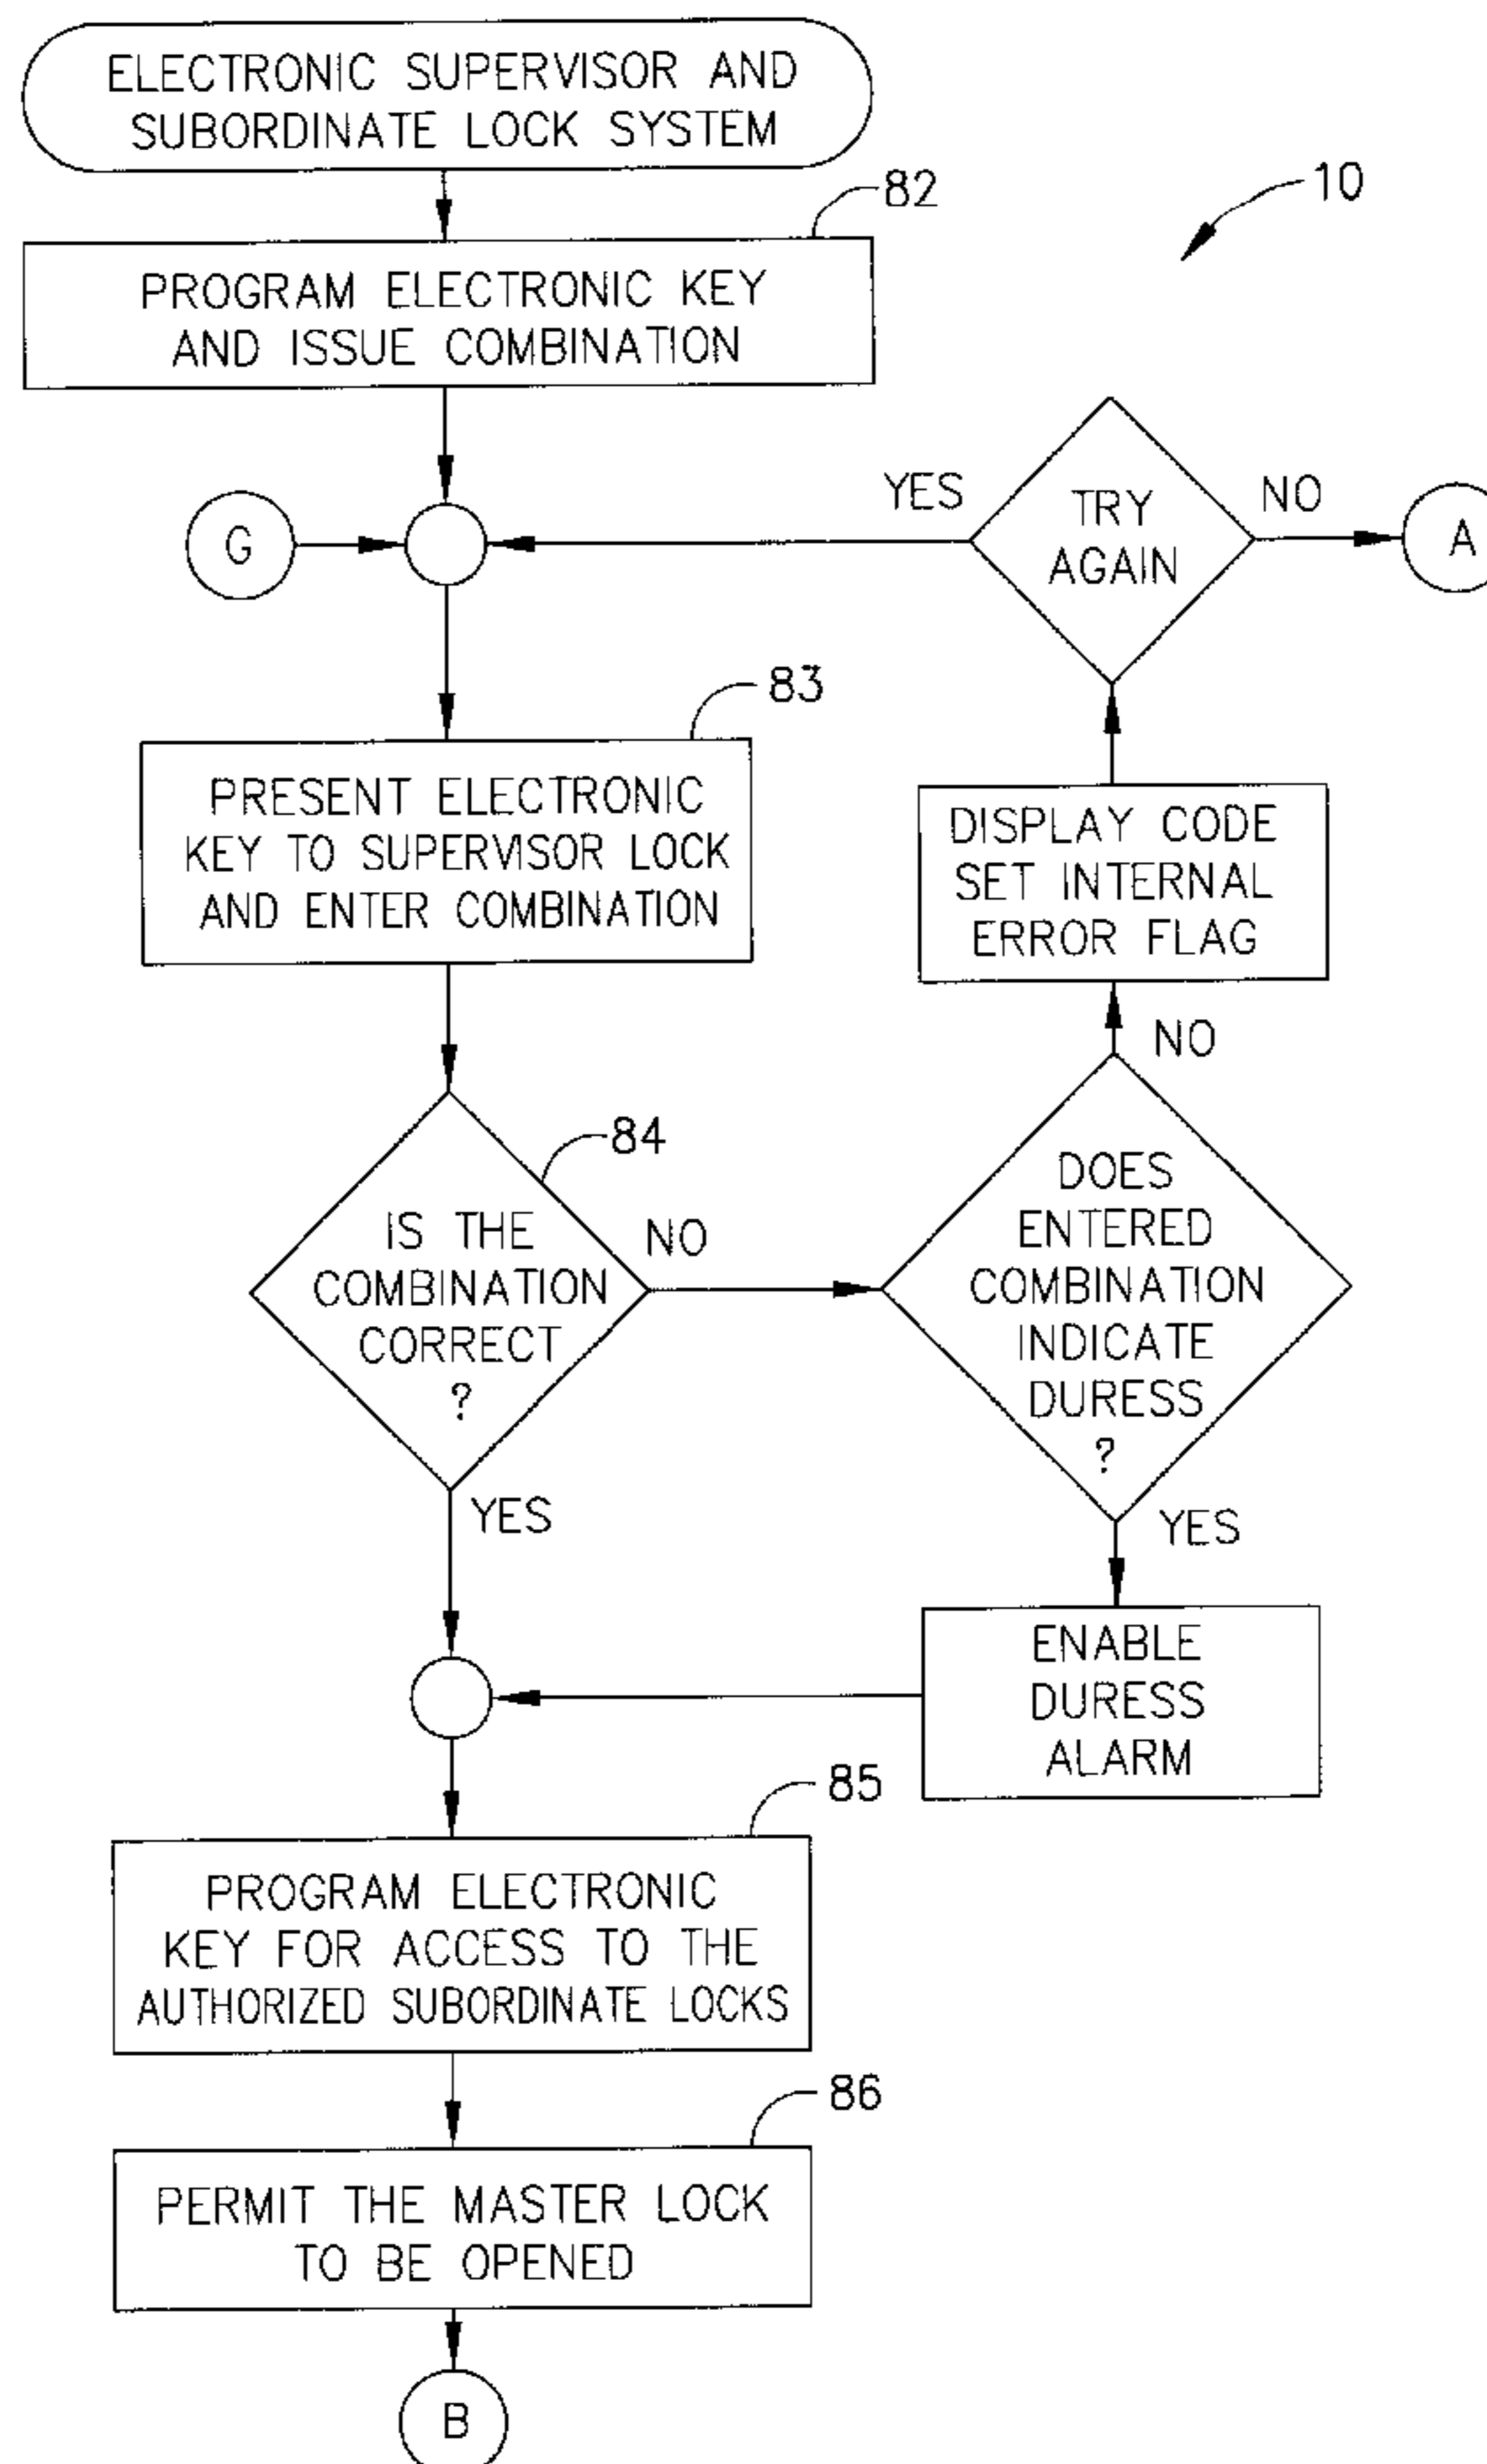 ELECTRONIC SUPERVISOR AND
SUBORDINATE LOCK SYSTEM
10
82
PROGRAM ELECTRONIC KEY
AND ISSUE COMBINATION
G
YES
TRY
AGAIN
NO
A
83
PRESENT ELECTRONIC
KEY TO SUPERVISOR LOCK
AND ENTER COMBINATION
DISPLAY CODE
SET INTERNAL
ERROR FLAG
NO
84
IS THE
COMBINATION
CORRECT
?
NO
DOES
ENTERED
COMBINATION
INDICATE
DURESS
?
YES
YES
ENABLE
DURESS
ALARM
85
PROGRAM ELECTRONIC
KEY FOR ACCESS TO THE
AUTHORIZED SUBORDINATE LOCKS
86
PERMIT THE MASTER LOCK
TO BE OPENED
B